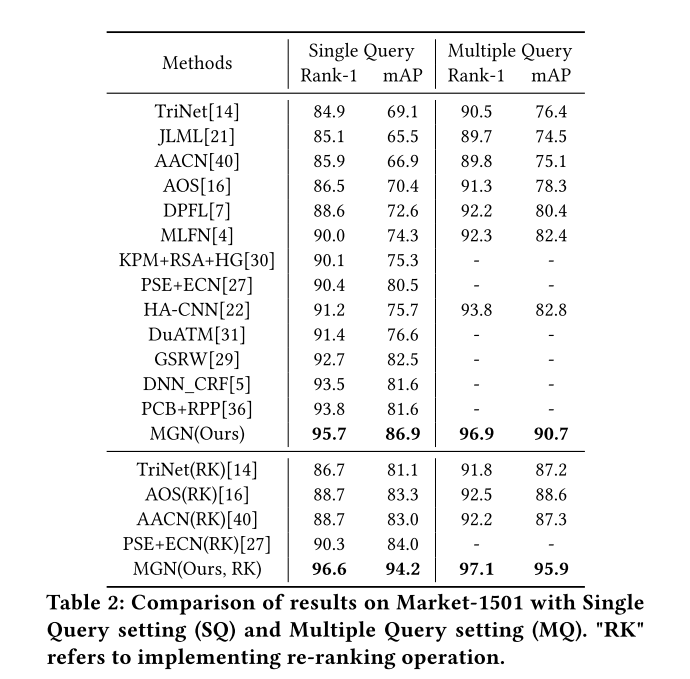 Methods Single Query Multiple Query
Rank-1 mAP Rank-1 mAP
TriNet[14] 84.9 69.1 90.5 76.4
JLML[21] 85.1 65.5 89.7 74.5
AACN[40] 85.9 66.9 89.8 75.1
AOS[16] 86.5 70.4 91.3 78.3
DPFL[7] 88.6 72.6 92.2 80.4
MLFN[4] 90.0 74.3 92.3 82.4
KPM+RSA+HG[30] 90.1 75.3 - -
PSE+ECN[27] 90.4 80.5 - -
HA-CNN[22] 91.2 75.7 93.8 82.8
DuATM[31] 91.4 76.6 - -
GSRW[29] 92.7 82.5 - -
DNN_CRF[5] 93.5 81.6 - -
PCB+RPP[36] 93.8 81.6 - -
MGN(Ours) 95.7 86.9 96.9 90.7
TriNet(RK)[14] 86.7 81.1 91.8 87.2
AOS(RK)[16] 88.7 83.3 92.5 88.6
AACN(RK)[40] 88.7 83.0 92.2 87.3
PSE+ECN(RK)[27] 90.3 84.0 - -
MGN(Ours, RK) 96.6 94.2 97.1 95.9
Table 2: Comparison of results on Market-1501 with Single
Query setting (SQ) and Multiple Query setting (MQ). "RK"
refers to implementing re-ranking operation.